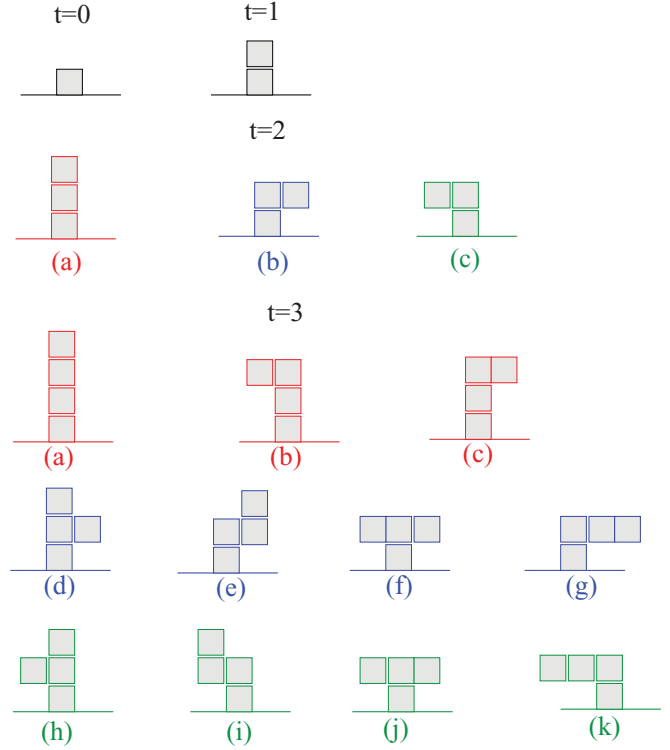 t=0 t=1
t=2
(a) (b) (c)
t=3
(a) (b) (c)
(d) (e) (f) (g)
(h) (i) (j) (k)